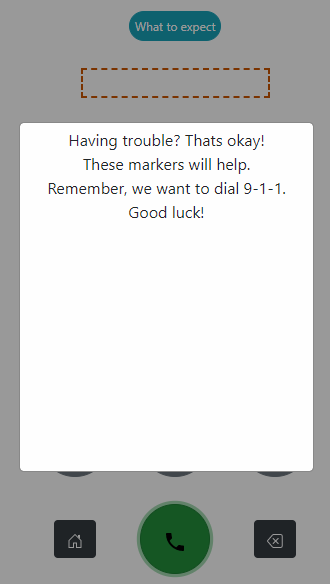 What to expect
Having trouble? Thats okay!
These markers will help.
Remember, we want to dial 9-1-1.
Good luck!